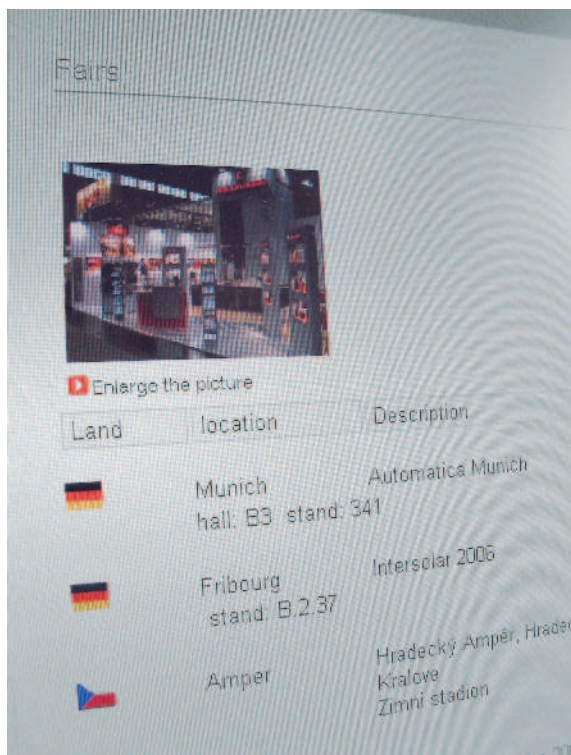 Fairs
Enlarge the picture
Land location Description
Munich Automatica Munich
hall: B3 stand: 341
Fribourg Intersolar 2006
stand: B.2.37
Amper Hradecký Ampér, Hradec
Kralove
Zimni stadion